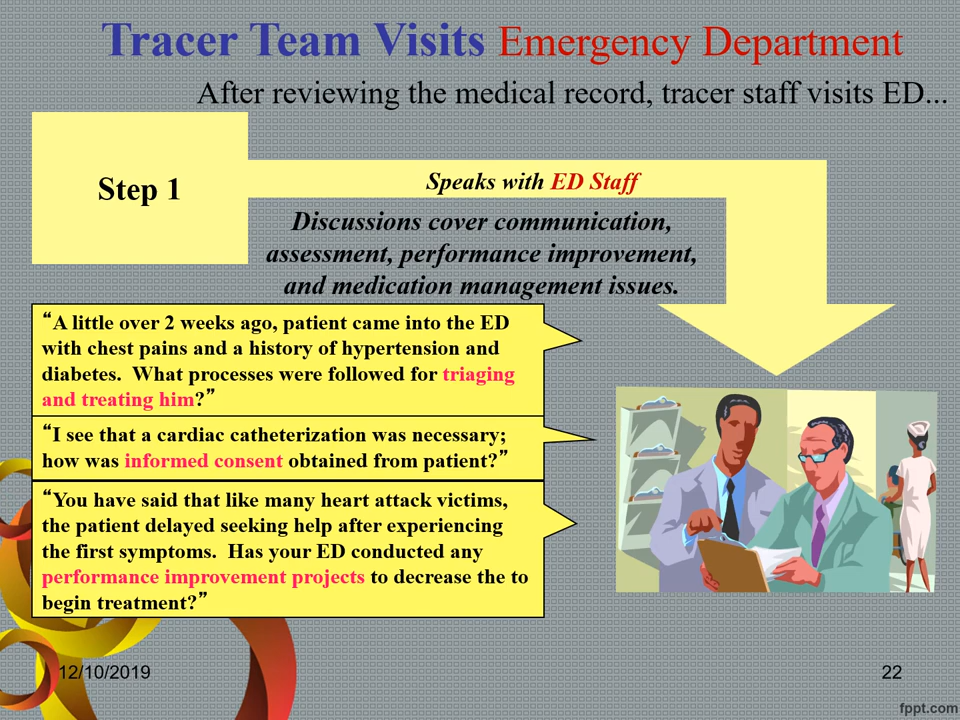 Tracer Team Visits Emergency Department
After reviewing the medical record, tracer staff visits ED...
Step 1
Speaks with ED Staff
Discussions cover communication,
assessment, performance improvement,
and medication management issues.
“A little over 2 weeks ago, patient came into the ED
with chest pains and a history of hypertension and
diabetes.  What processes were followed for triaging
and treating him?”
“I see that a cardiac catheterization was necessary;
how was informed consent obtained from patient?”
“You have said that like many heart attack victims,
the patient delayed seeking help after experiencing
the first symptoms.  Has your ED conducted any
performance improvement projects to decrease the to
begin treatment?”
12/10/2019
22
fppt.com